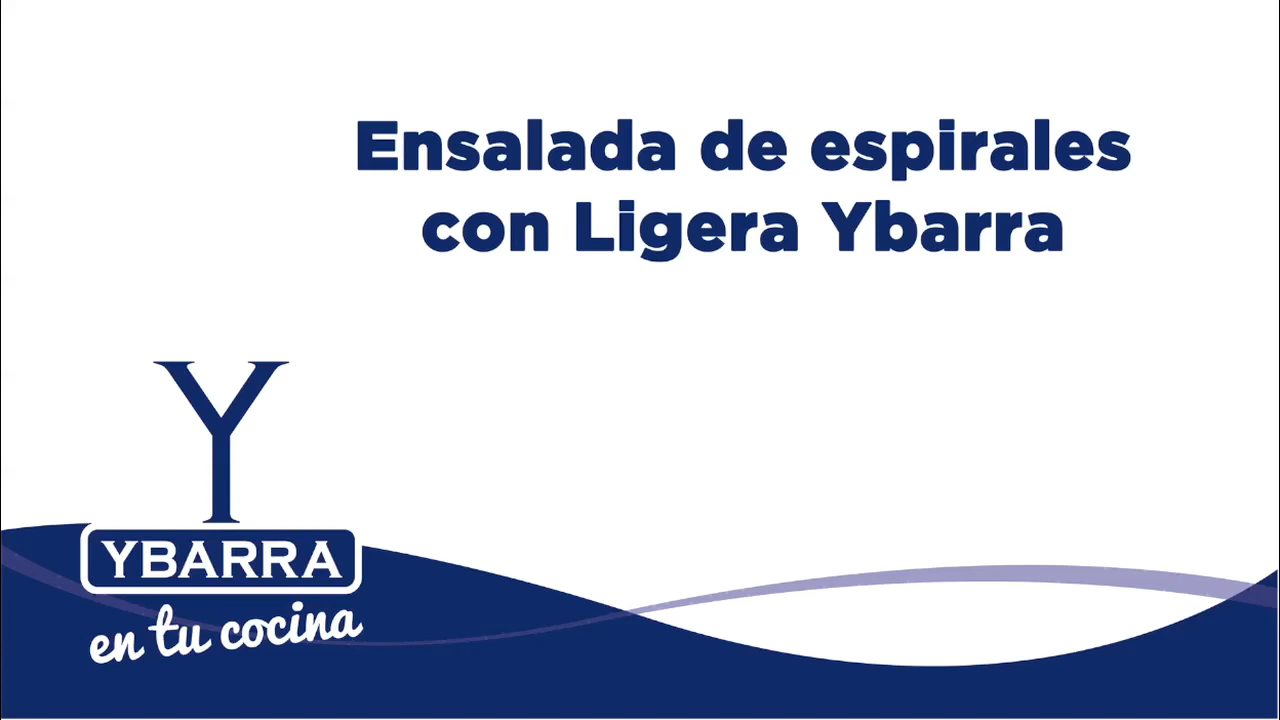 Ensalada de espirales
con Ligera Ybarra
Y
YBARRA
en tu cocina